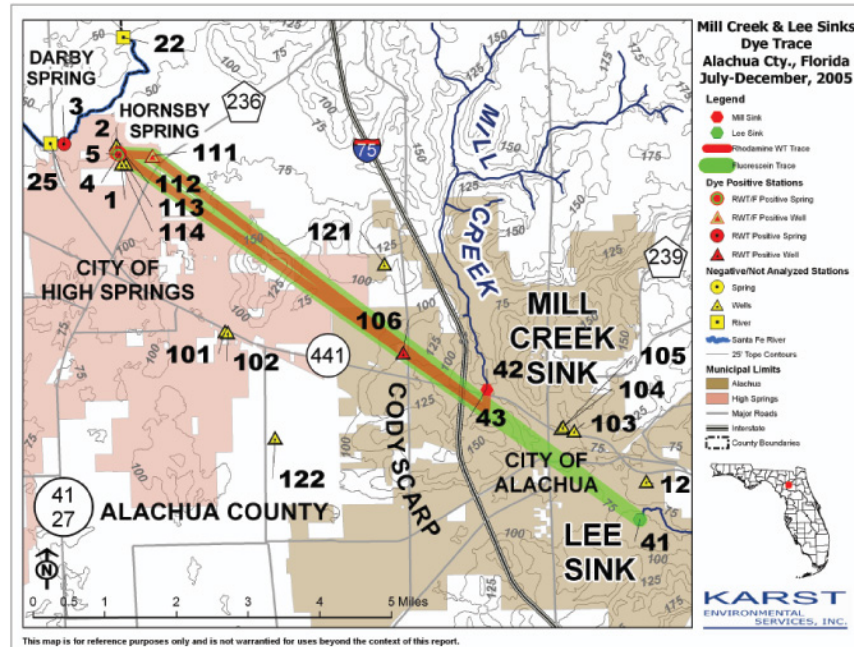 Mill Creek & Lee Sinks
Dye Trace
Alachua Cty., Florida
July-December, 2005
Legend
Mill Sink
Lee Sink
Rhodamine WT Trace
Fluorescein Trace
Dye Positive Stations
RWT/F Positive Spring
RWT/F Positive Well
RWT Positive Spring
RWT Positive Well
Negative/Not Analyzed Stations
Spring
Wells
River
Santa Fe River
25' Topo Contours
Municipal Limits
Alachua
High Springs
Major Roads
Interstate
County Boundaries
KARST
ENVIRONMENTAL
SERVICES, INC.
DARBY
SPRING
22
3
HORNSBY
SPRING
236
2
5
25
4
1
111
112
113
114
75
MILL
CREEK
121
239
CITY OF
HIGH SPRINGS
106
101
102
441
MILL
CREEK
SINK
42
43
105
104
103
CODY SCARP
122
CITY OF
ALACHUA
12
41
27
ALACHUA COUNTY
LEE
SINK
41
N
0 0.5 1 2 3 4 5 Miles
This map is for reference purposes only and is not warrantied for uses beyond the context of this report.